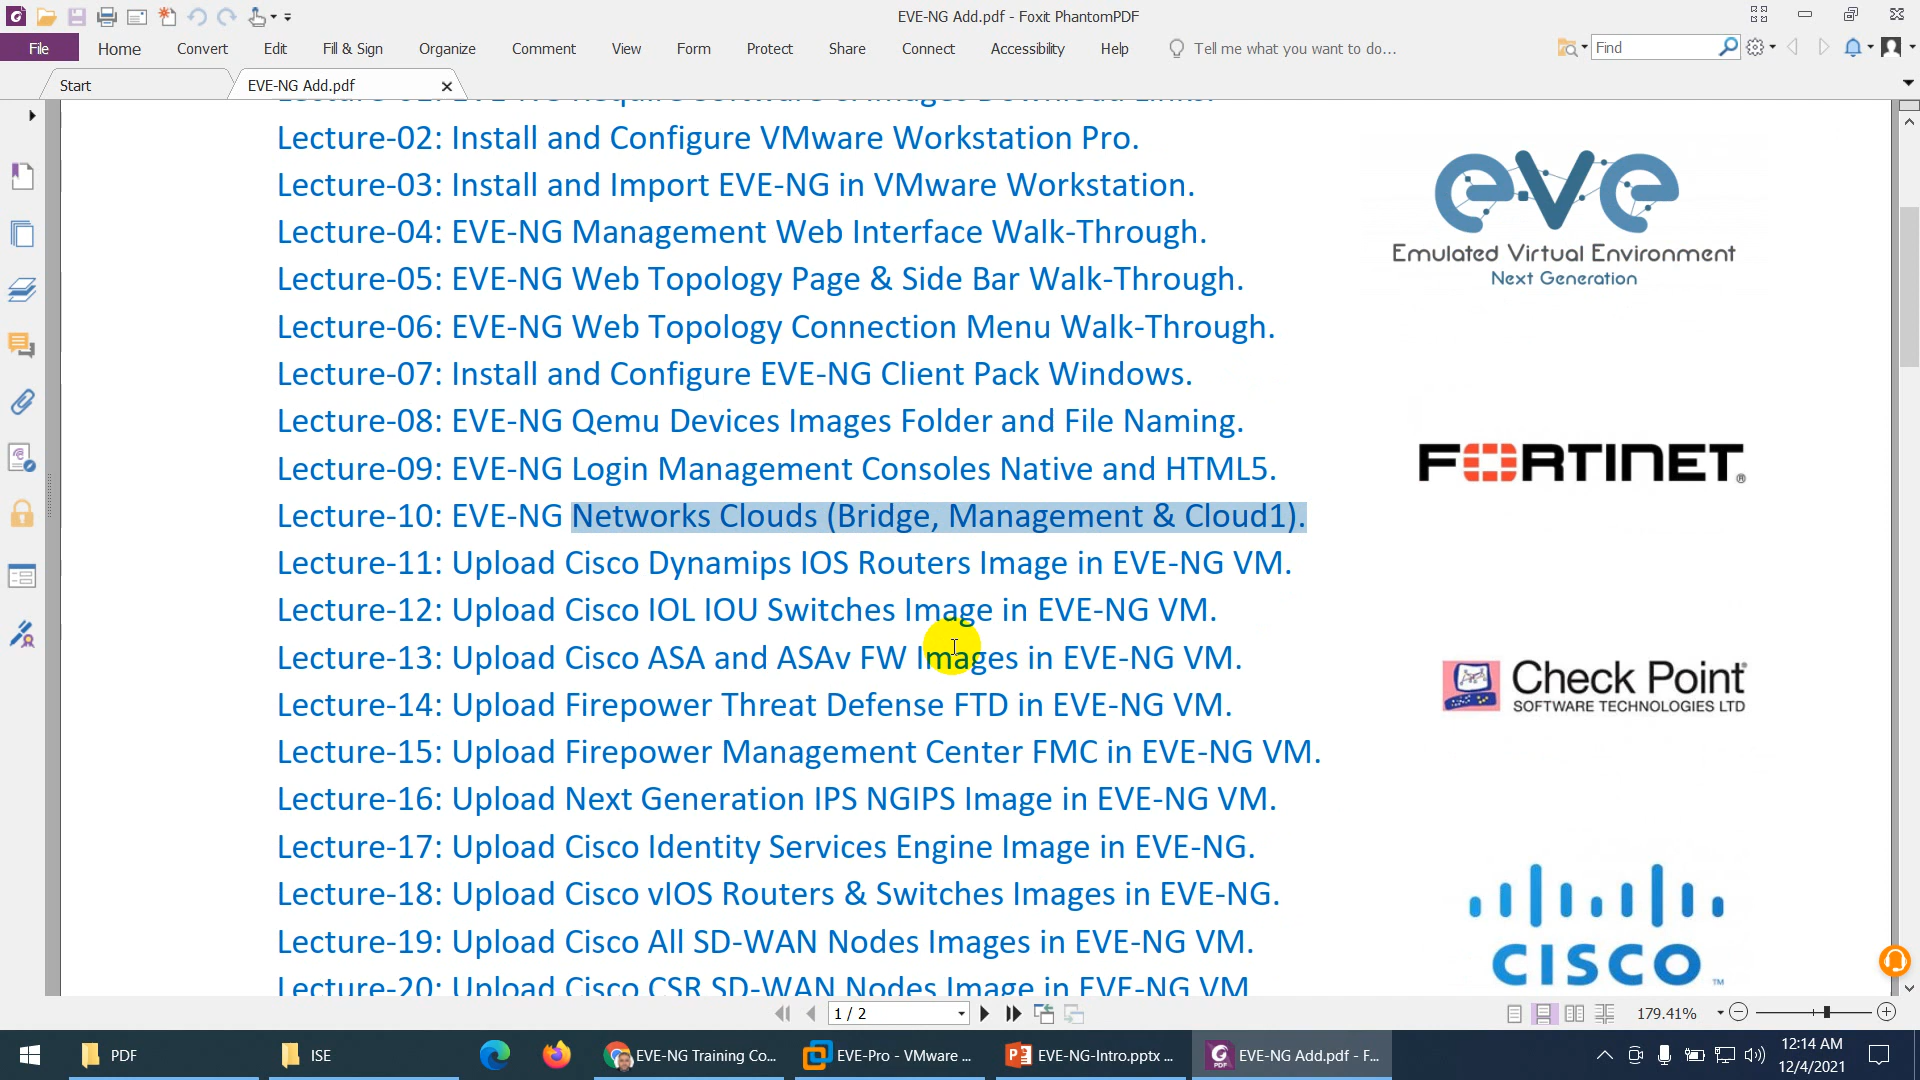 EVE-NG Add.pdf - Foxit PhantomPDF
File Home Convert Edit Fill & Sign Organize Comment View Form Protect Share Connect Accessibility Help Tell me what you want to do... Find
Start EVE-NG Add.pdf
Lecture-02: Install and Configure VMware Workstation Pro.
Lecture-03: Install and Import EVE-NG in VMware Workstation.
Lecture-04: EVE-NG Management Web Interface Walk-Through.
Lecture-05: EVE-NG Web Topology Page & Side Bar Walk-Through.
Lecture-06: EVE-NG Web Topology Connection Menu Walk-Through.
Lecture-07: Install and Configure EVE-NG Client Pack Windows.
Lecture-08: EVE-NG Qemu Devices Images Folder and File Naming.
Lecture-09: EVE-NG Login Management Consoles Native and HTML5.
Lecture-10: EVE-NG Networks Clouds (Bridge, Management & Cloud1).
Lecture-11: Upload Cisco Dynamips IOS Routers Image in EVE-NG VM.
Lecture-12: Upload Cisco IOL IOU Switches Image in EVE-NG VM.
Lecture-13: Upload Cisco ASA and ASAv FW Images in EVE-NG VM.
Lecture-14: Upload Firepower Threat Defense FTD in EVE-NG VM.
Lecture-15: Upload Firepower Management Center FMC in EVE-NG VM.
Lecture-16: Upload Next Generation IPS NGIPS Image in EVE-NG VM.
Lecture-17: Upload Cisco Identity Services Engine Image in EVE-NG.
Lecture-18: Upload Cisco vIOS Routers & Switches Images in EVE-NG.
Lecture-19: Upload Cisco All SD-WAN Nodes Images in EVE-NG VM.
Lecture-20: Upload Cisco CSR SD-WAN Nodes Image in EVE-NG VM
eve
Emulated Virtual Environment
Next Generation
FORTINET®
Check Point
SOFTWARE TECHNOLOGIES LTD
CISCO™
1 / 2
179.41%
PDF ISE EVE-NG Training Co... EVE-Pro - VMware ... EVE-NG-Intro.pptx ... EVE-NG Add.pdf - F...
12:14 AM
12/4/2021